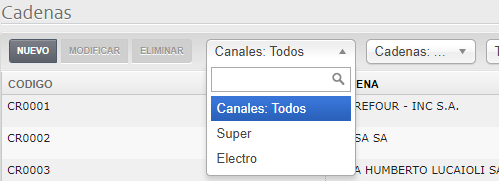 Cadenas
NUEVO MODIFICAR ELIMINAR Canales: Todos Cadenas: ... T
CODIGO ENA
Canales: Todos
CR0001 REFOUR - INC S.A.
Super
CR0002 SA SA
Electro
CR0003 A HUMBERTO LUCAIOLI SA